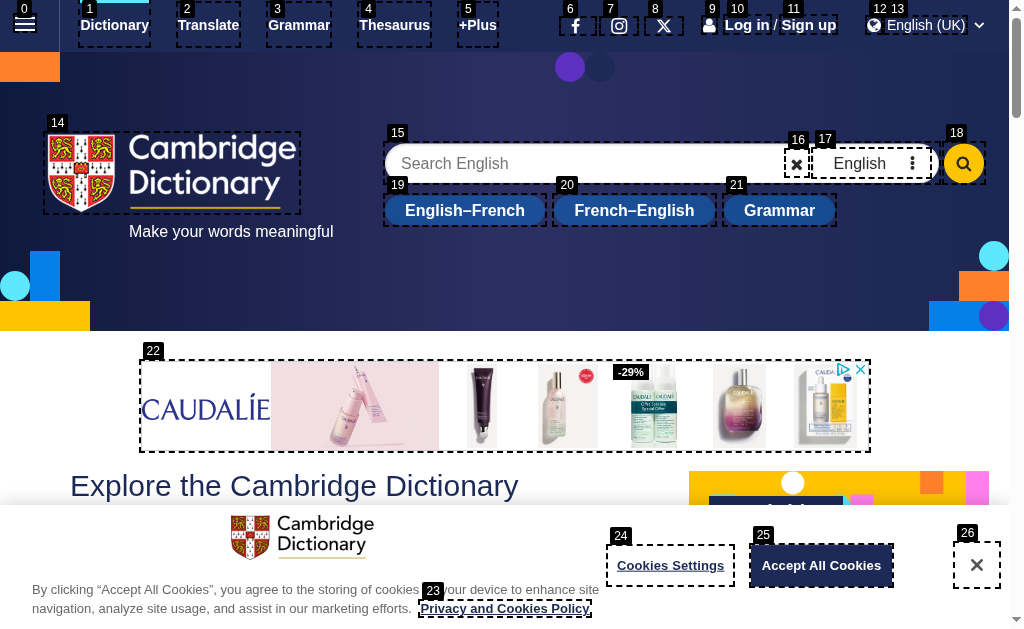 0
1
2
3
4
5
6
7
8
9
10
11
12
13
Dictionary
Translate
Grammar
Thesaurus
+Plus
Log in / Sign up
English (UK)
14
Cambridge
Dictionary
Make your words meaningful
15
16
17
18
Search English
English
19
20
21
English–French
French–English
Grammar
22
CAUDALÍE
-29%
Explore the Cambridge Dictionary
Cambridge
Dictionary
23
By clicking “Accept All Cookies”, you agree to the storing of cookies your device to enhance site
navigation, analyze site usage, and assist in our marketing efforts. Privacy and Cookies Policy
24
Cookies Settings
25
Accept All Cookies
26